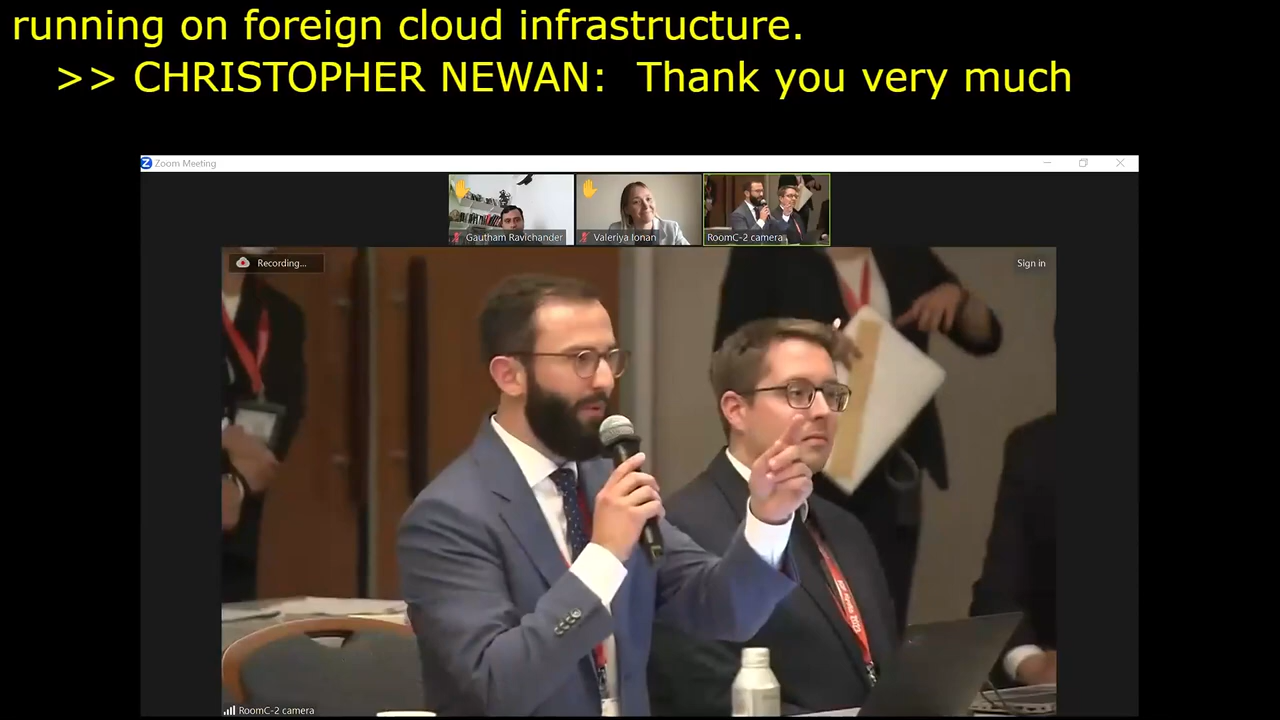 running on foreign cloud infrastructure.
>> CHRISTOPHER NEWAN:  Thank you very much
Zoom Meeting
Gautham Ravichander
Valeriya Ionan
RoomC-2 camera
Recording...
Sign in
RoomC-2 camera